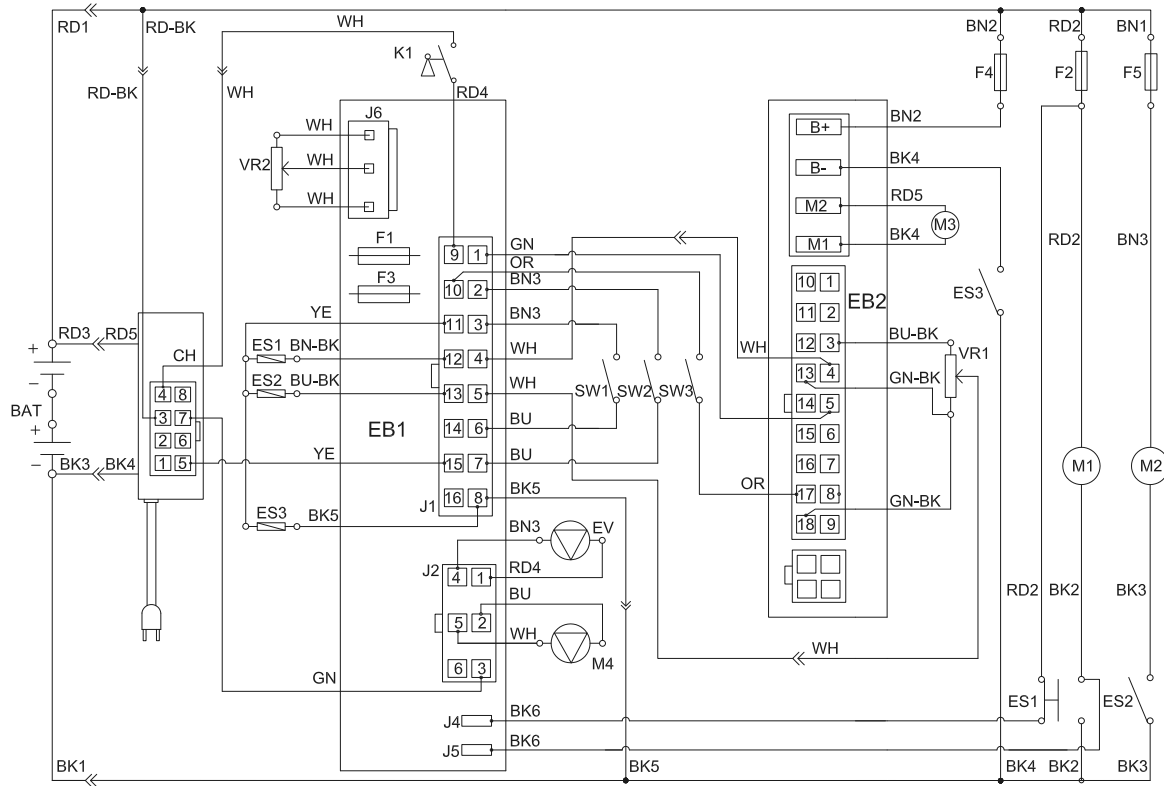 RD1
RD-BK
WH
BN2
RD2
BN1
K1
F4
F2
F5
RD-BK
WH
RD4
J6
WH
VR2
WH
WH
B+
BN2
B-
BK4
M2
RD5
M3
M1
BK4
RD2
BN3
F1
F3
9 1
GN
OR
10 2
BN3
10 1
EB2
ES3
YE
11 3
BN3
11 2
RD3
RD5
CH
ES1
BN-BK
12 4
WH
12 3
BU-BK
VR1
WH
13 4
+
-
BAT
+
-
4 8
ES2
BU-BK
13 5
WH
SW1
SW2
SW3
GN-BK
3 7
EB1
14 6
BU
14 5
2 6
15 6
BK3
BK4
1 5
YE
15 7
BU
16 7
M1
M2
OR
17 8
J1
16 8
BK5
GN-BK
ES3
BK5
18 9
BN3
EV
J2
4 1
RD4
RD2
BK2
BK3
BU
5 2
WH
M4
WH
6 3
GN
ES1
ES2
J4
BK6
J5
BK6
BK1
BK5
BK4
BK2
BK3